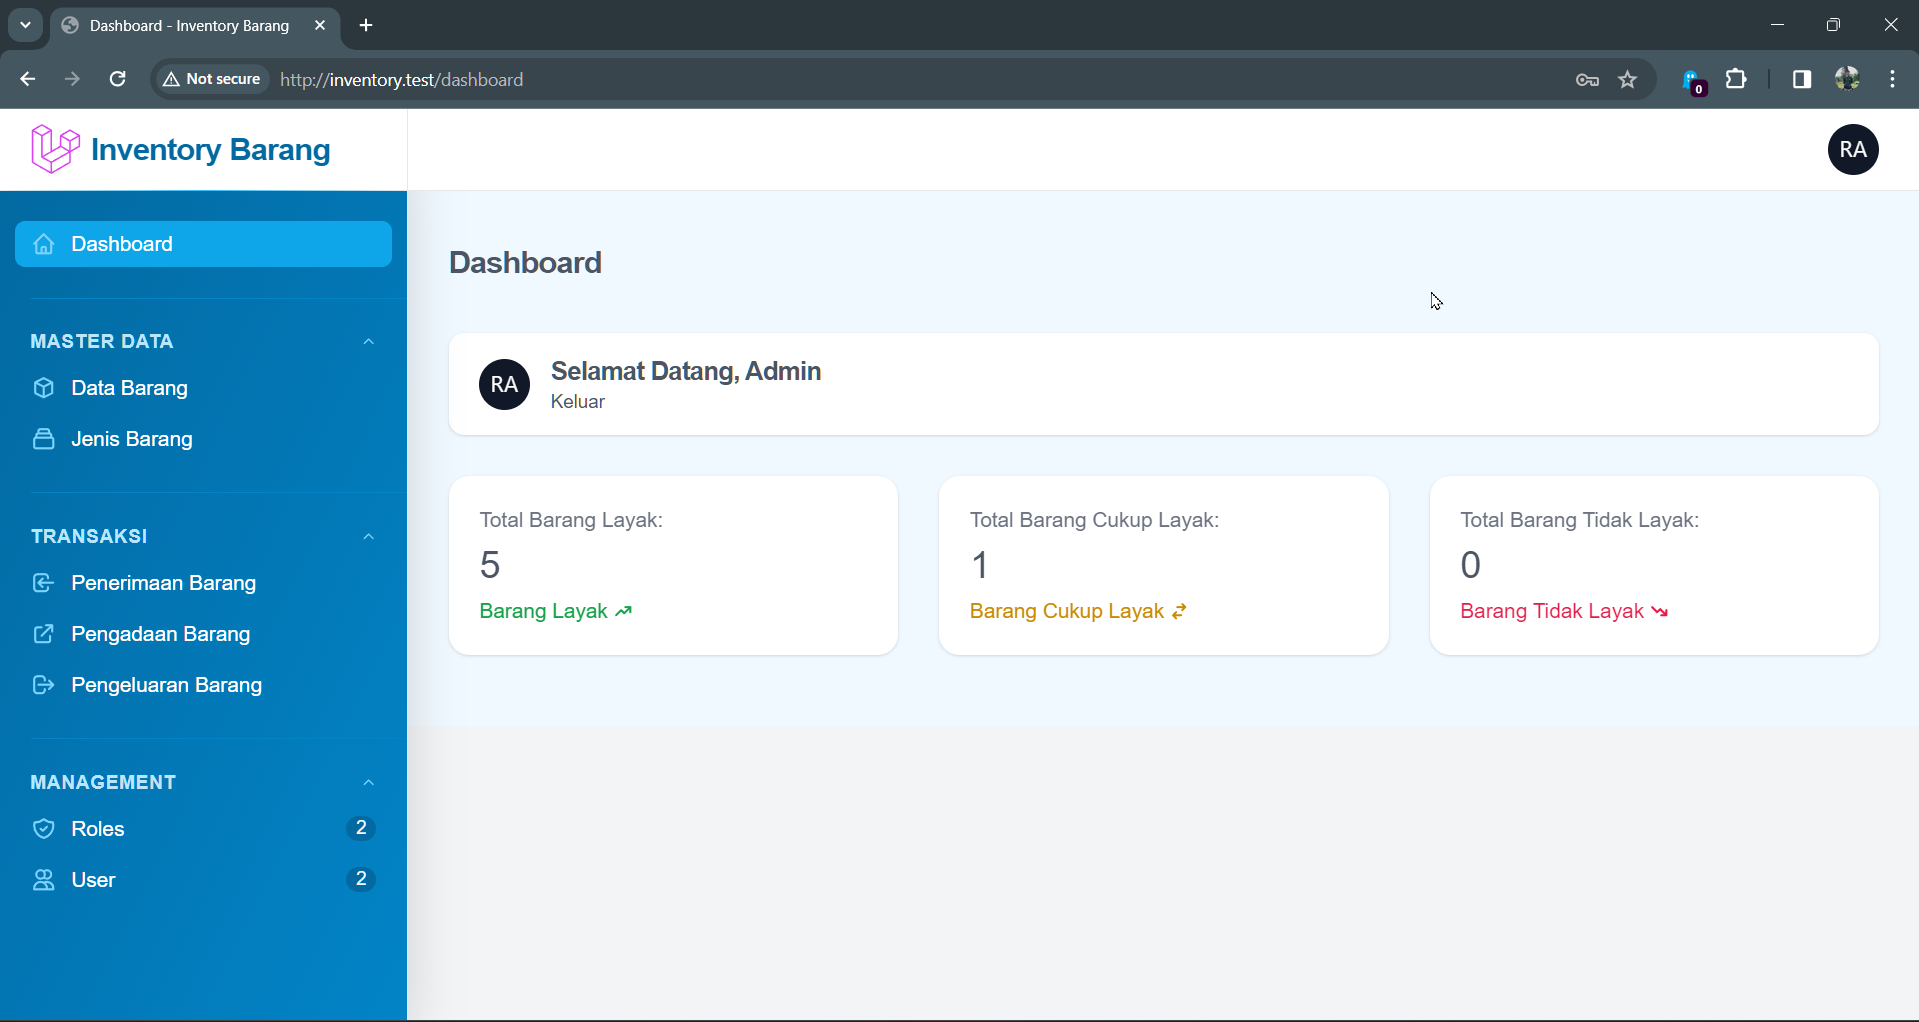 Dashboard - Inventory Barang
Not secure
http://inventory.test/dashboard
0
Inventory Barang
RA
Dashboard
MASTER DATA
Data Barang
Jenis Barang
TRANSAKSI
Penerimaan Barang
Pengadaan Barang
Pengeluaran Barang
MANAGEMENT
Roles 2
User 2
Dashboard
RA
Selamat Datang, Admin
Keluar
Total Barang Layak:
5
Barang Layak
Total Barang Cukup Layak:
1
Barang Cukup Layak
Total Barang Tidak Layak:
0
Barang Tidak Layak